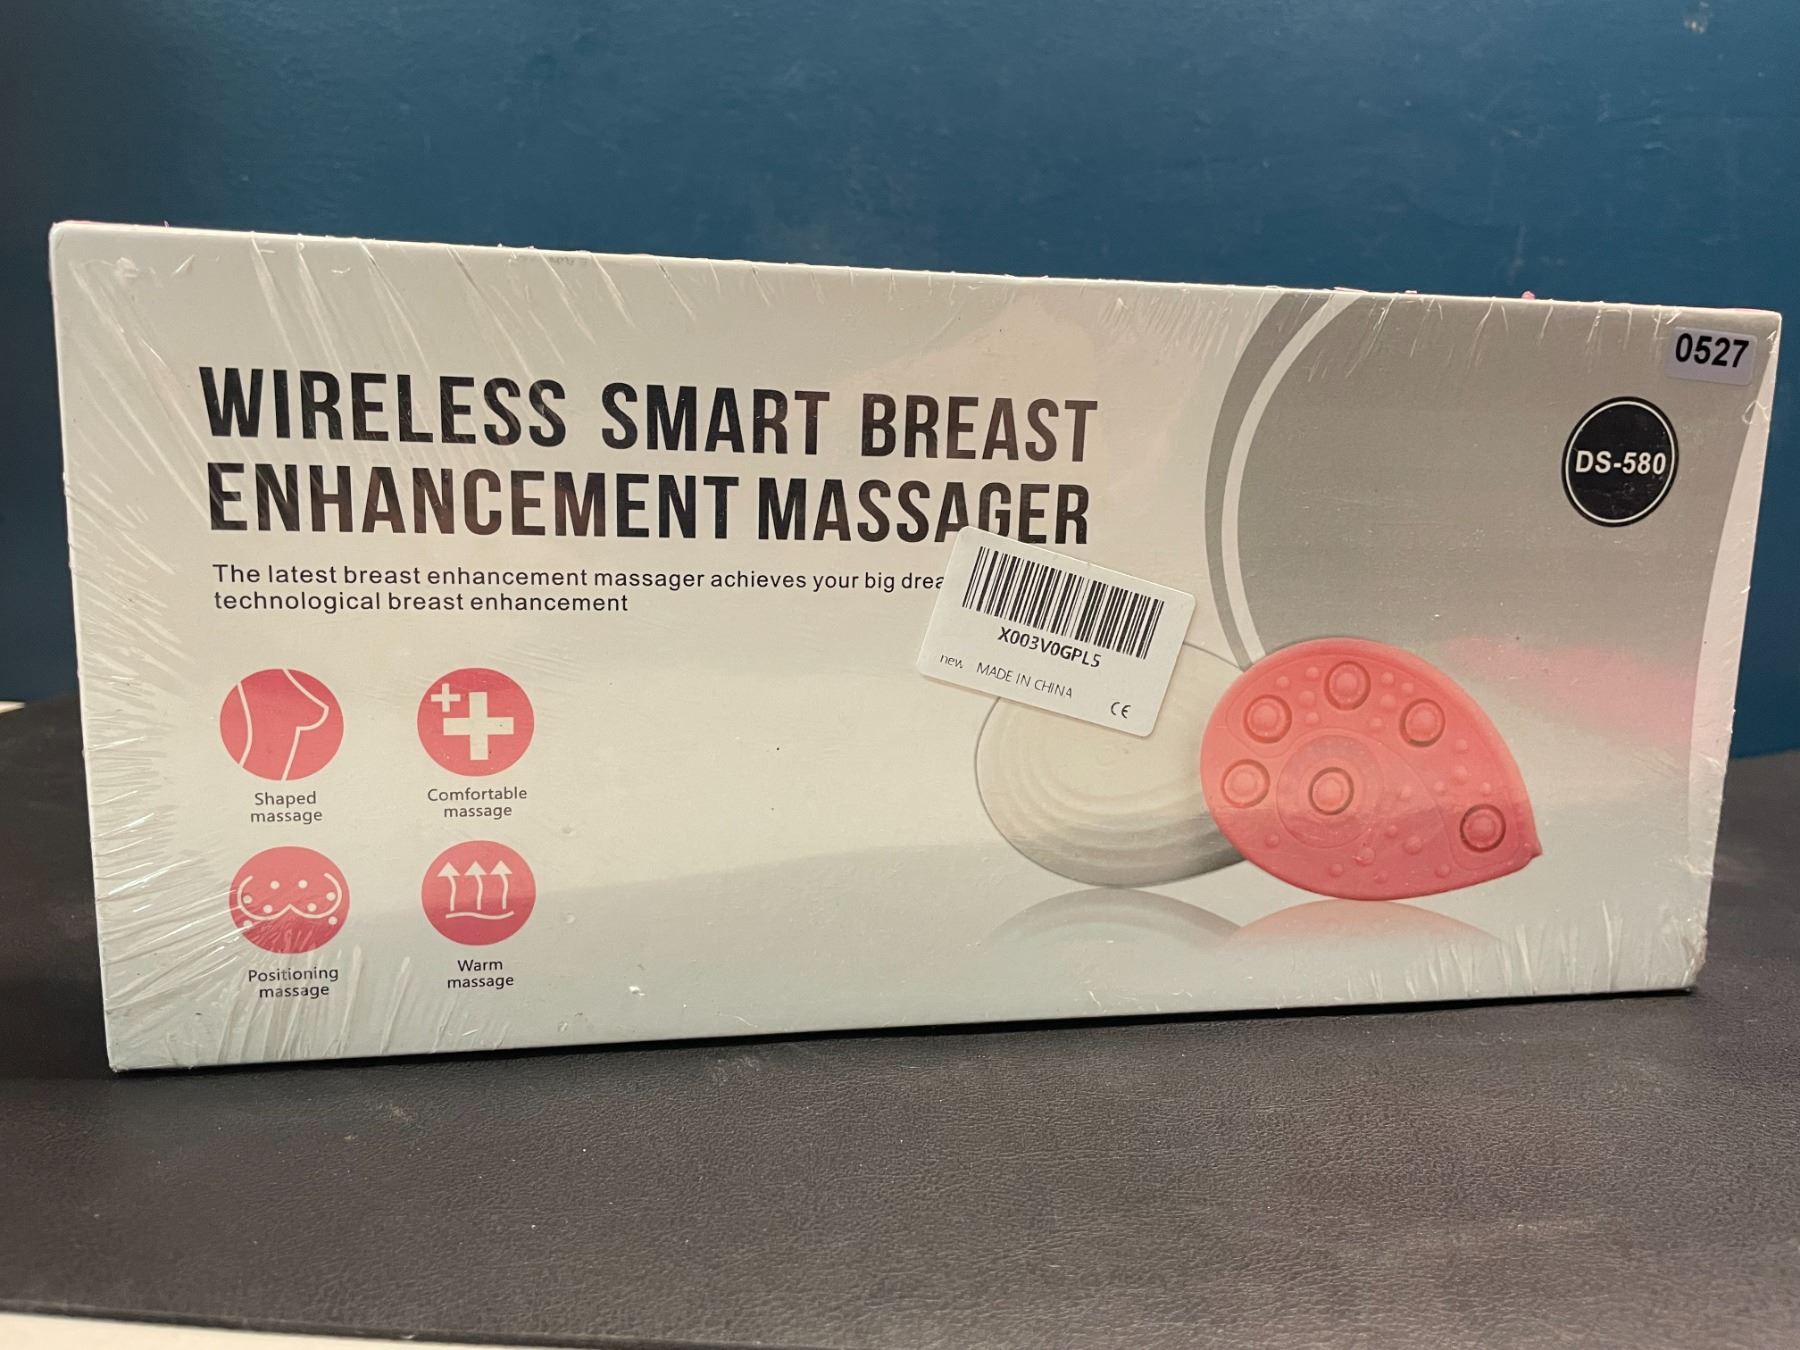 0527
DS-580
WIRELESS SMART BREAST
ENHANCEMENT MASSAGER
The latest breast enhancement massager achieves your big
technological breast enhancement
X003V0GPL5
new MADE IN CHINA
CE
Shaped
massage
Comfortable
massage
Positioning
massage
Warm
massage